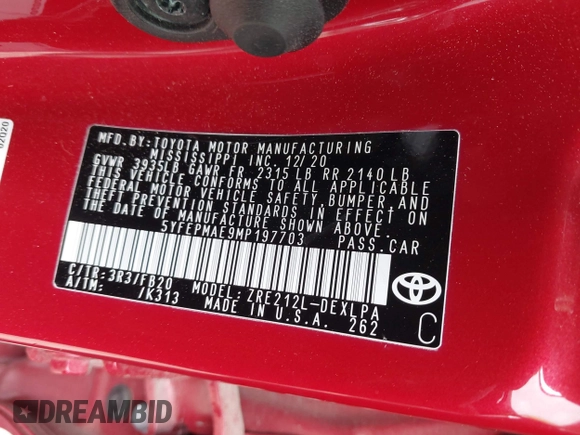 02020
MFD.BY:TOYOTA MOTOR MANUFACTURING
MISSISSIPPI INC. 12/20
GVWR 3935LB GAWR FR 2315LB RR 2140LB
THIS VEHICLE CONFORMS TO ALL APPLICABLE
FEDERAL MOTOR VEHICLE SAFETY,BUMPER,AND
THEFT PREVENTION STANDARDS IN EFFECT ON
THE DATE OF MANUFACTURE SHOWN ABOVE.
5YFEPMAE9MP197703 PASS.CAR
C/TR:3R3/FB20 MODEL:ZRE212L-DEXLPA
A/TM: /K313 MADE IN U.S.A. 262
C
DREAMBID